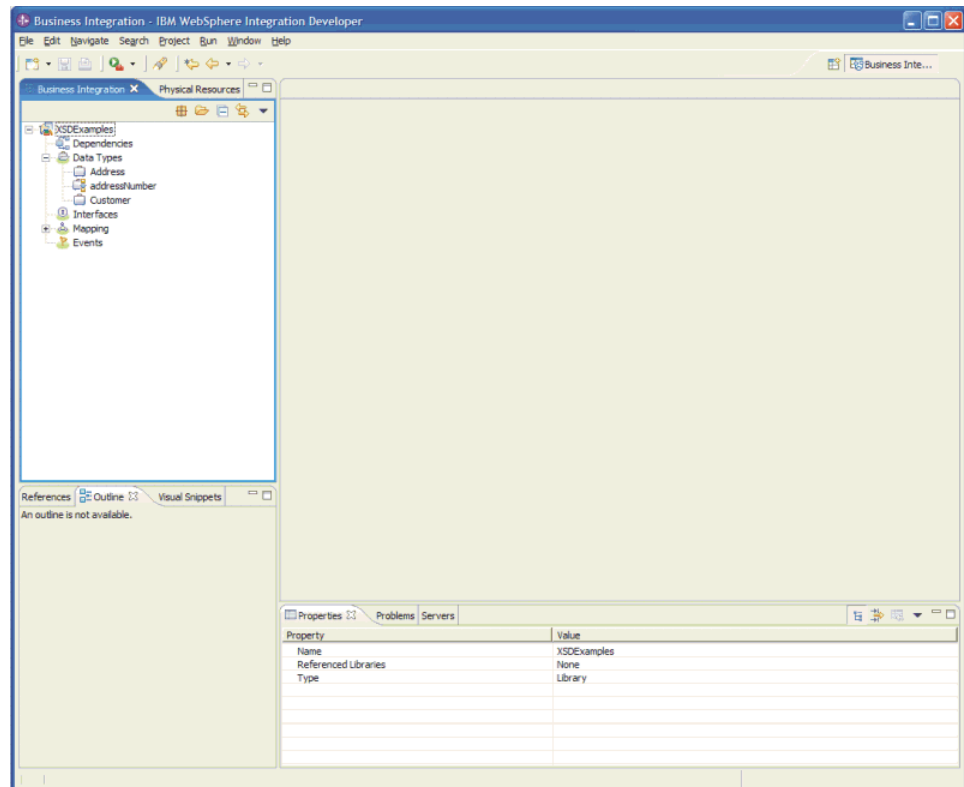 Business Integration - IBM WebSphere Integration Developer
File Edit Navigate Search Project Run Window Help
Business Inte...
Business Integration Physical Resources
XSDExamples
Dependencies
Data Types
Address
addressNumber
Customer
Interfaces
Mapping
Events
References Outline Visual Snippets
An outline is not available.
Properties Problems Servers
Property Value
Name XSDExamples
Referenced Libraries None
Type Library